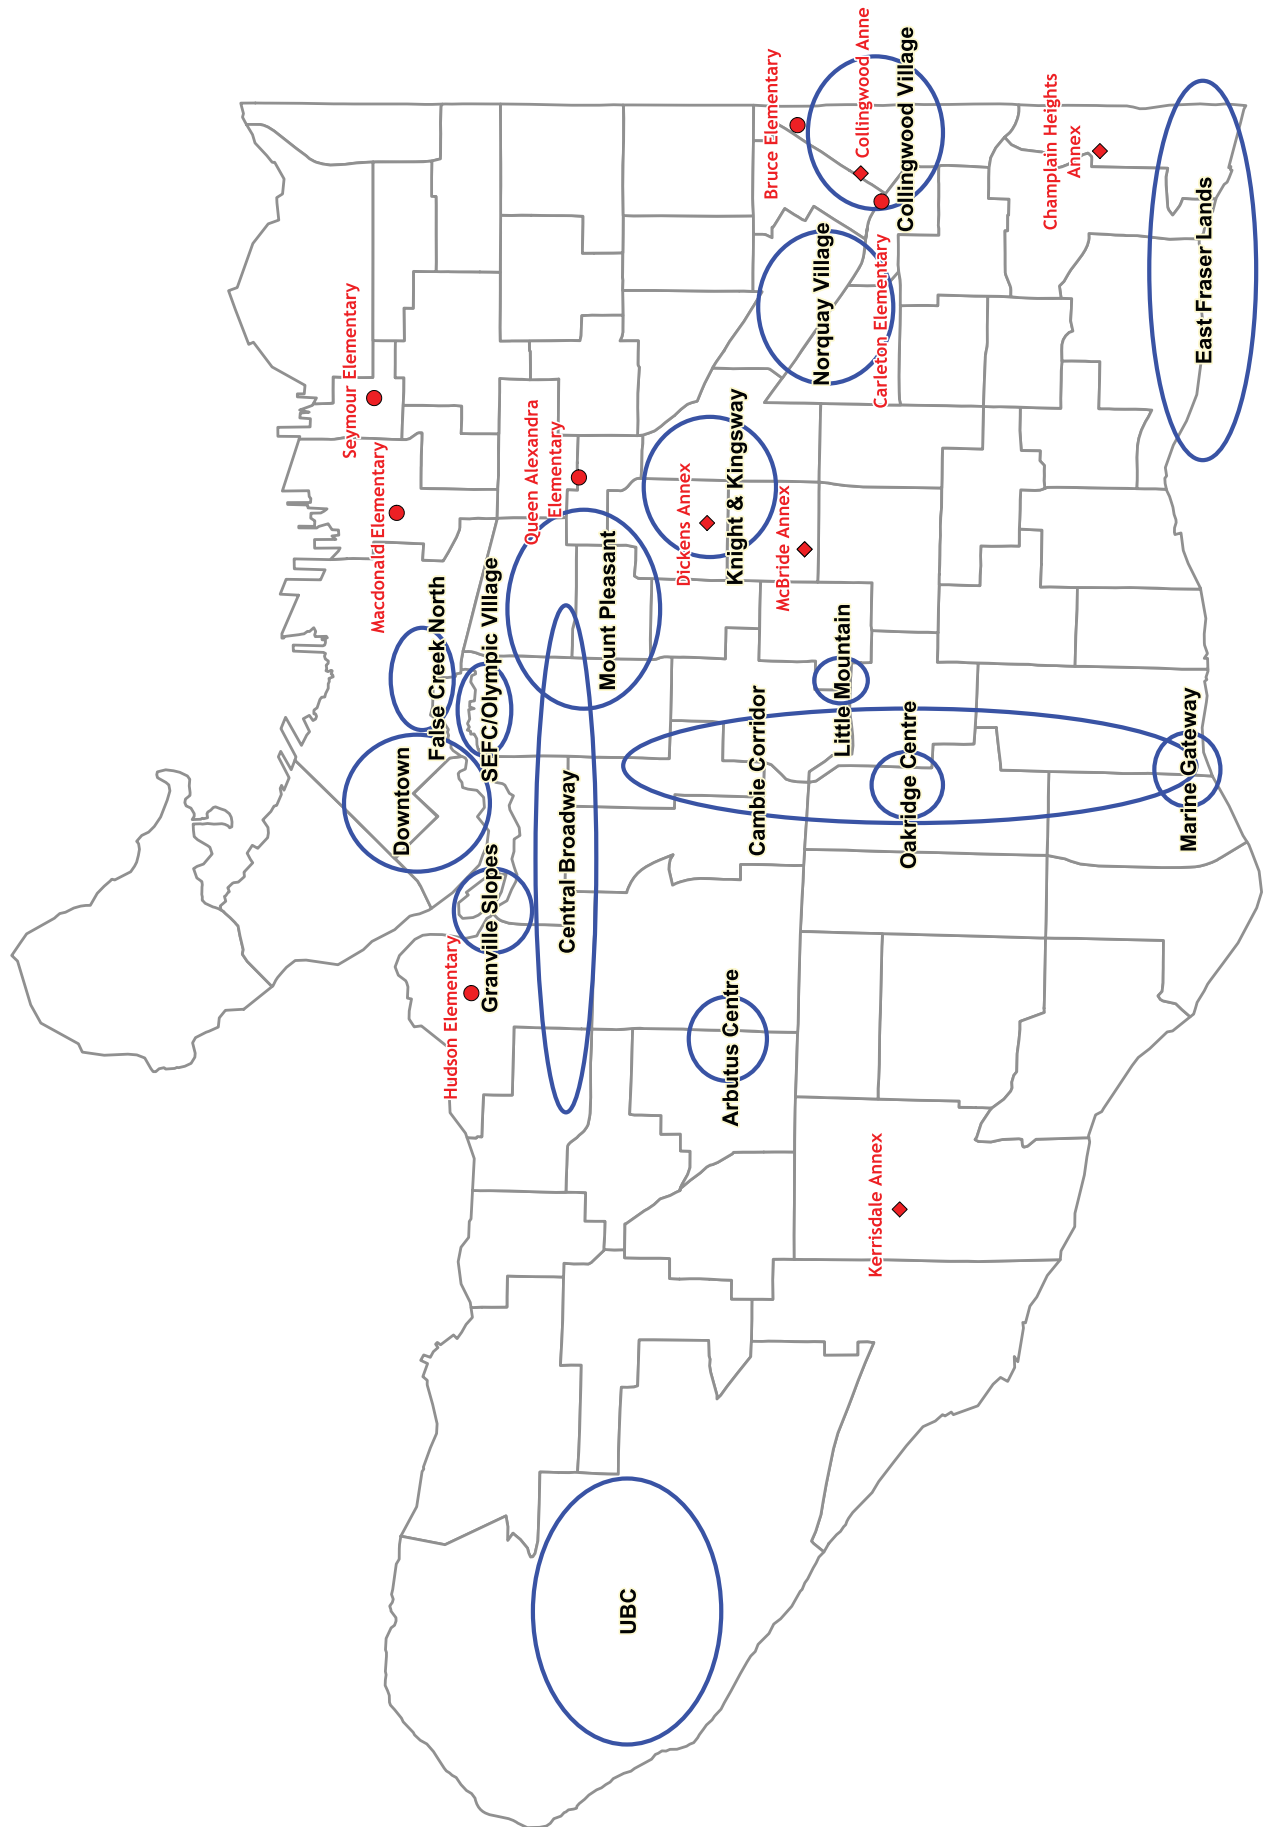 UBC
Kerrisdale Annex
Hudson Elementary
Granville Slopes
Central Broadway
Arbutus Centre
Downtown
False Creek North
SEFC/Olympic VIllage
Cambie Corridor
Little Mountain
Oakridge Centre
Marine Gateway
Macdonald Elementary
Seymour Elementary
Queen Alexandra
Elementary
Mount Pleasant
Dickens Annex
Knight & Kingsway
McBride Annex
Norquay Village
Carleton Elementary
Bruce Elementary
Collingwood Anne
Collingwood Village
Champlain Heights
Annex
East Fraser Lands